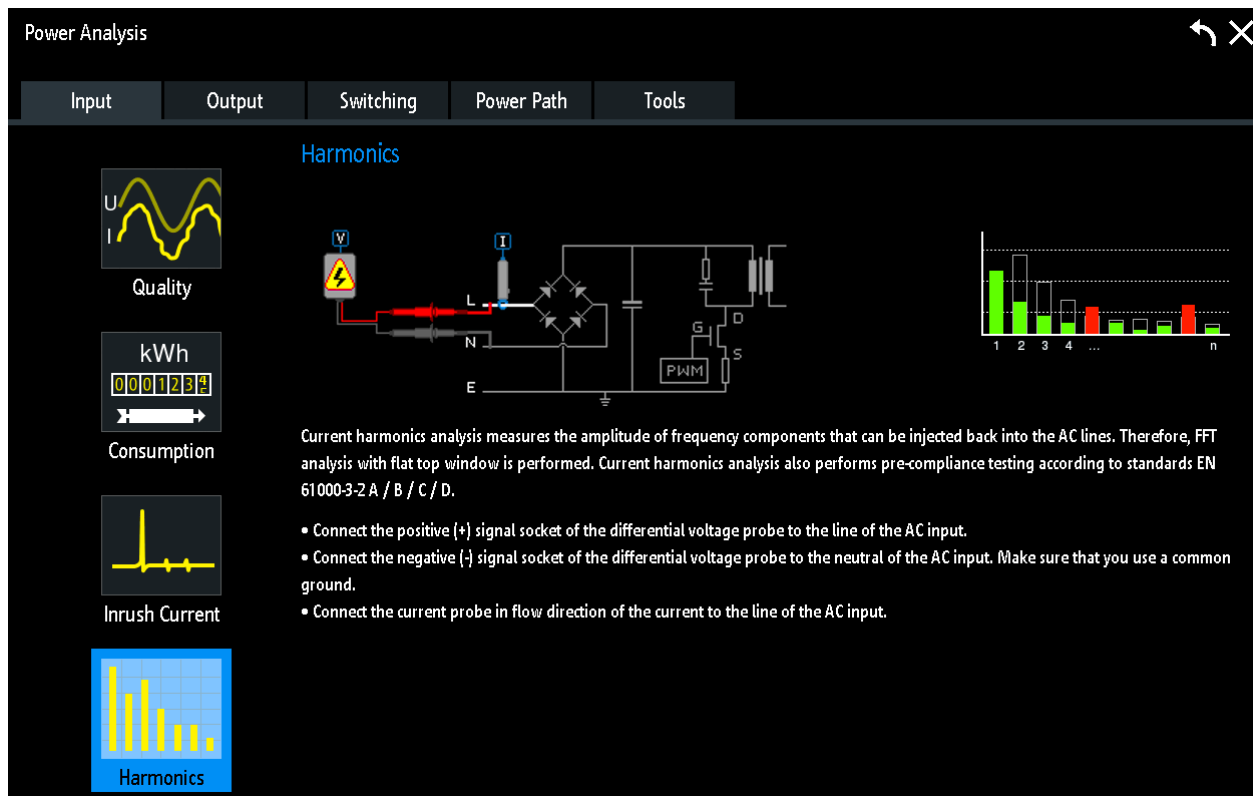 Power Analysis
Input
Output
Switching
Power Path
Tools
U
I
Quality
kWh
000123
Consumption
Inrush Current
Harmonics
Harmonics
V
I
L
N
E
G
D
S
PWM
1 2 3 4 ... n
Current harmonics analysis measures the amplitude of frequency components that can be injected back into the AC lines. Therefore, FFT
analysis with flat top window is performed. Current harmonics analysis also performs pre-compliance testing according to standards EN
61000-3-2 A / B / C / D.
• Connect the positive (+) signal socket of the differential voltage probe to the line of the AC input.
• Connect the negative (-) signal socket of the differential voltage probe to the neutral of the AC input. Make sure that you use a common
ground.
• Connect the current probe in flow direction of the current to the line of the AC input.